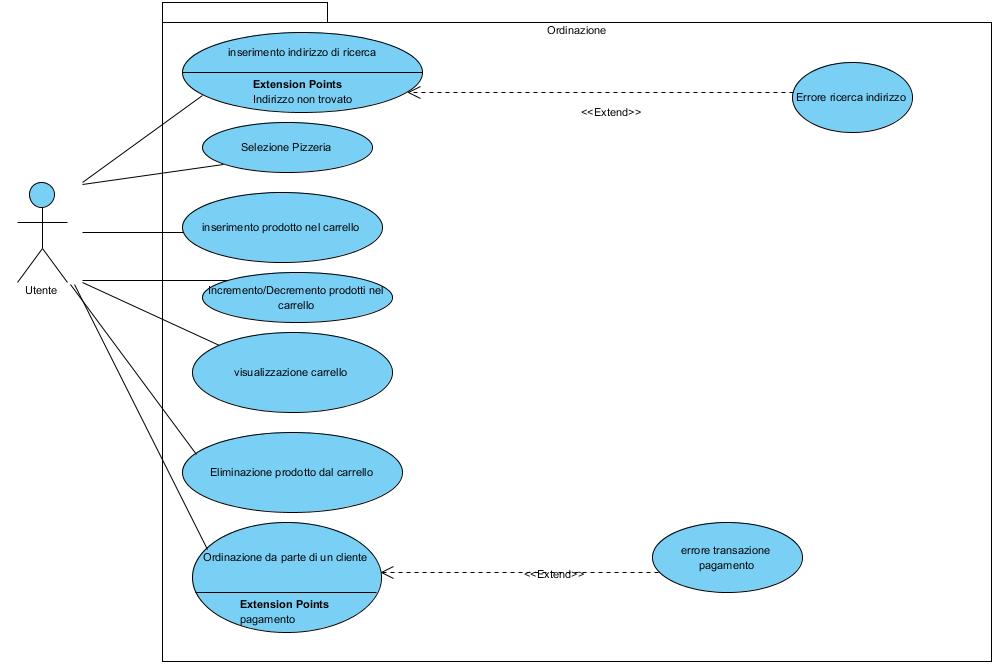 Ordinazione
inserimento indirizzo di ricerca
Extension Points
Indirizzo non trovato
<<Extend>>
Errore ricerca indirizzo
Selezione Pizzeria
inserimento prodotto nel carrello
Incremento/Decremento prodotti nel
carrello
Utente
visualizzazione carrello
Eliminazione prodotto dal carrello
Ordinazione da parte di un cliente
Extension Points
pagamento
<<Extend>>
errore transazione
pagamento